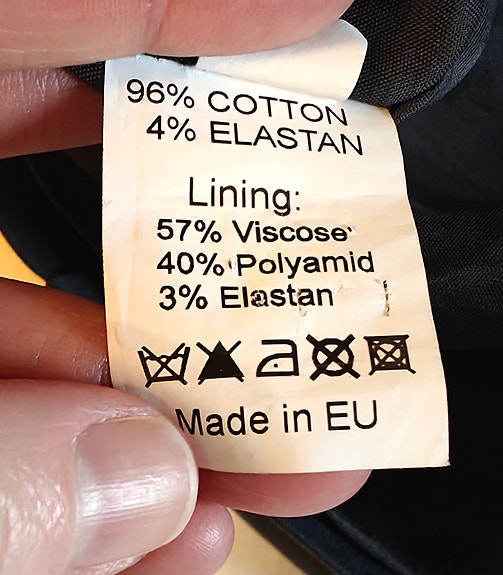 96% COTTON
4% ELASTAN
Lining:
57% Viscose
40% Polyamid
3% Elastan
Made in EU